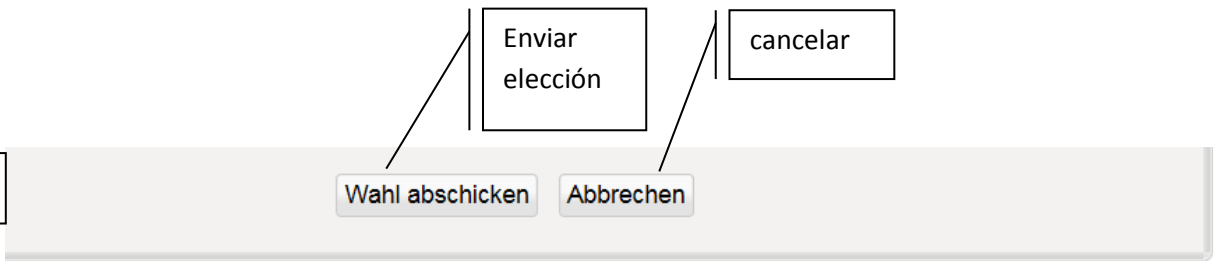 Enviar
elección
cancelar
Wahl abschicken
Abbrechen